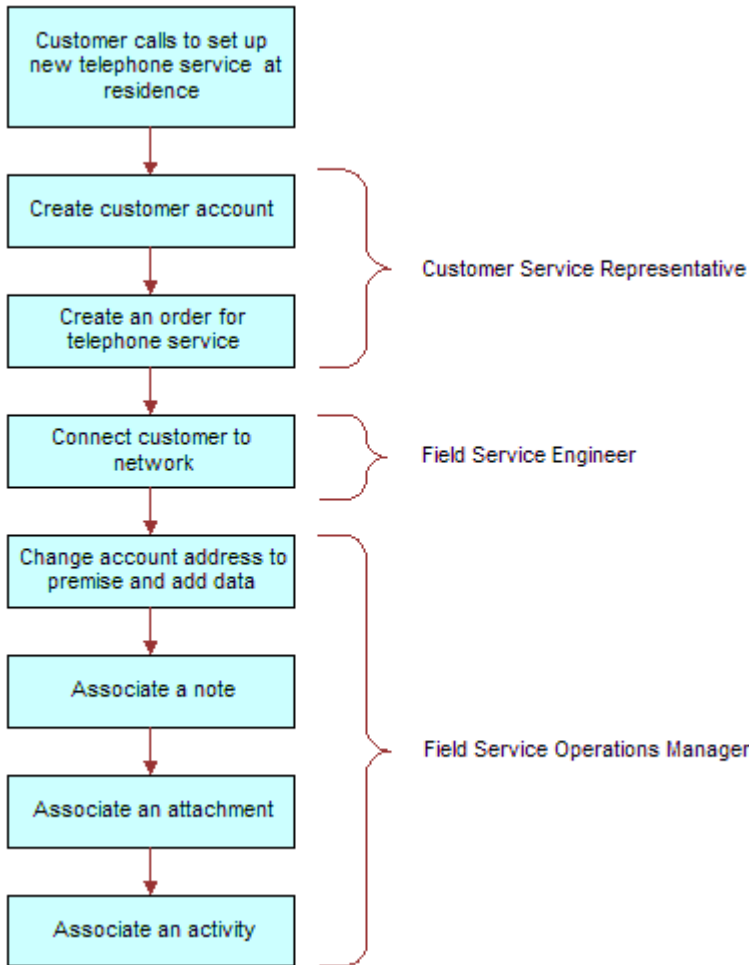 Customer calls to set up
new telephone service at
residence
Create customer account
Customer Service Representative
Create an order for
telephone service
Connect customer to
network
Field Service Engineer
Change account address to
premise and add data
Associate a note
Field Service Operations Manager
Associate an attachment
Associate an activity